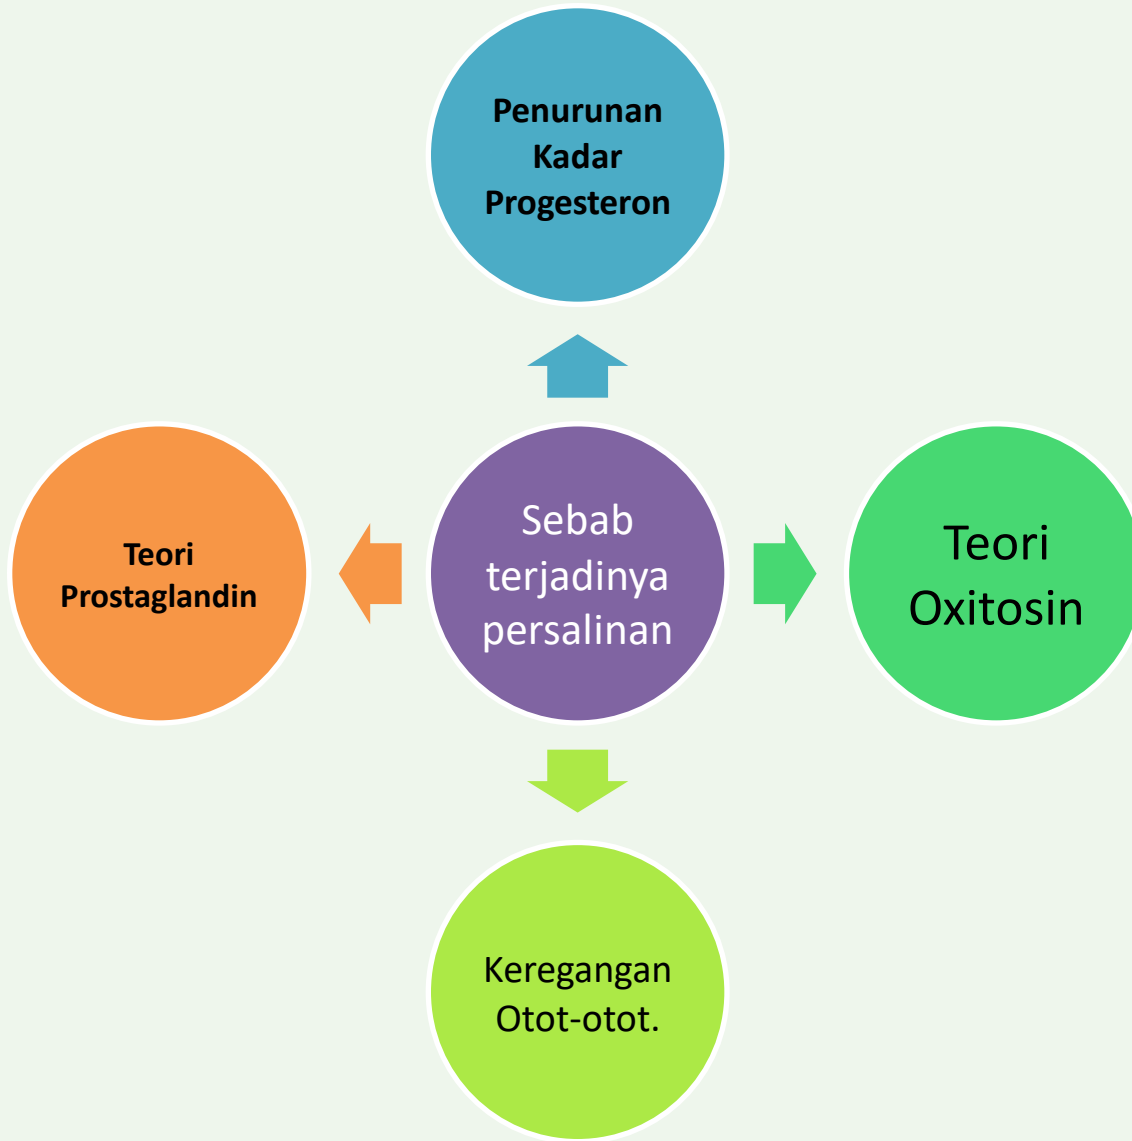 Penurunan
Kadar
Progesteron
Teori
Prostaglandin
Sebab
terjadinya
persalinan
Teori
Oxitosin
Keregangan
Otot-otot.